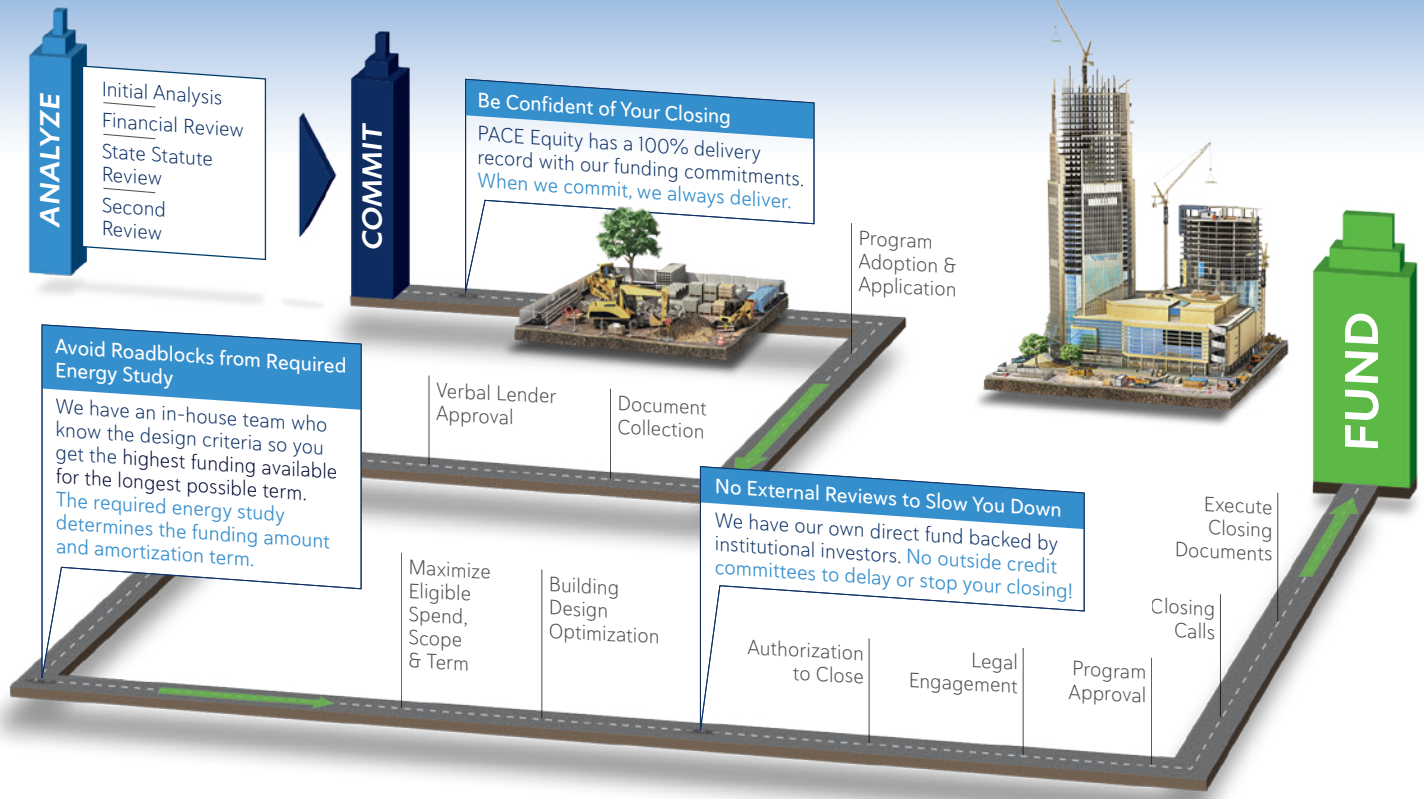 ANALYZE
Initial Analysis
Financial Review
State Statute
Review
Second
Review
COMMIT
Be Confident of Your Closing
PACE Equity has a 100% delivery
record with our funding commitments.
When we commit, we always deliver.
Program
Adoption &
Application
FUND
Avoid Roadblocks from Required
Energy Study
We have an in-house team who
know the design criteria so you
get the highest funding available
for the longest possible term.
The required energy study
determines the funding amount
and amortization term.
Verbal Lender
Approval
Document
Collection
No External Reviews to Slow You Down
We have our own direct fund backed by
institutional investors. No outside credit
committees to delay or stop your closing!
Maximize
Eligible
Spend,
Scope
& Term
Building
Design
Optimization
Authorization
to Close
Legal
Engagement
Program
Approval
Closing
Calls
Execute
Closing
Documents